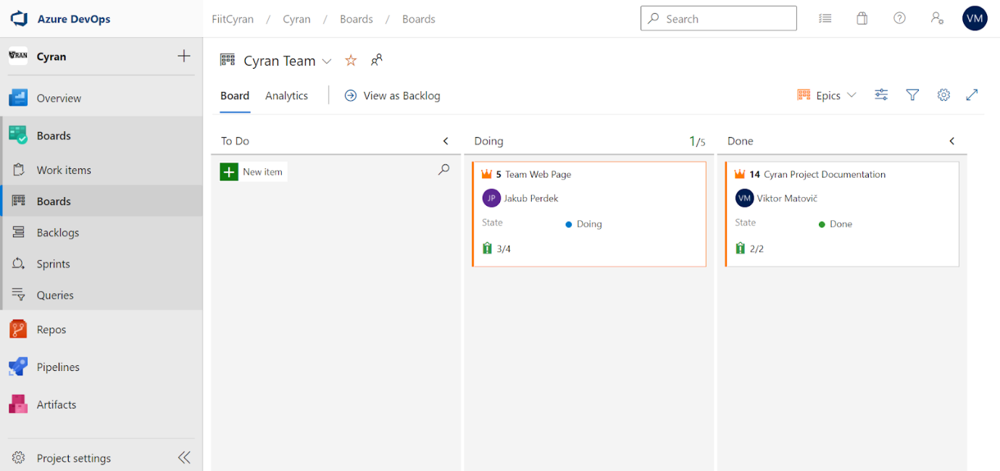 Azure DevOps
FiitCyran / Cyran / Boards / Boards
Search
VM
Cyran
Overview
Boards
Work items
Boards
Backlogs
Sprints
Queries
Repos
Pipelines
Artifacts
Project settings
Cyran Team
Board
Analytics
View as Backlog
Epics
To Do
New item
Doing
1/5
5 Team Web Page
JP Jakub Perdek
State Doing
3/4
Done
14 Cyran Project Documentation
VM Viktor Matovič
State Done
2/2